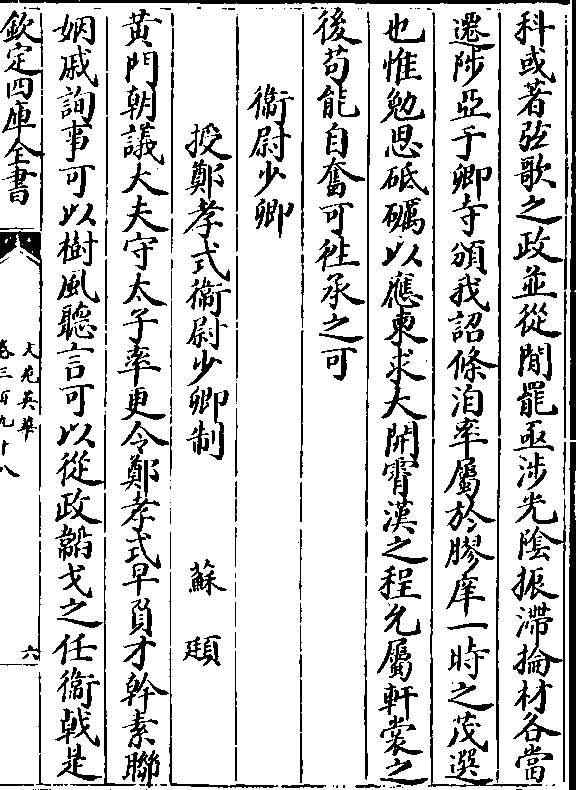 科或著弦歌之政並從閒罷亟涉光陰振滯掄材各當
遷陟亞于卿寺頒我詔條洎率屬於膠庠一時之茂選
也惟勉思砥礪以應東求大開霄漢之程允屬軒裳之
後苟能自奮可繼承之可
衞尉少卿
授鄭孝式衞尉少卿制 蘇頲
黄門朝議大夫守太子率更令鄭孝式早負才幹素聯
姻戚詢事可以樹風聽言可以從政韜戈之任衞戟是
欽定四庫全書
文苑英華
卷三百九十八
六